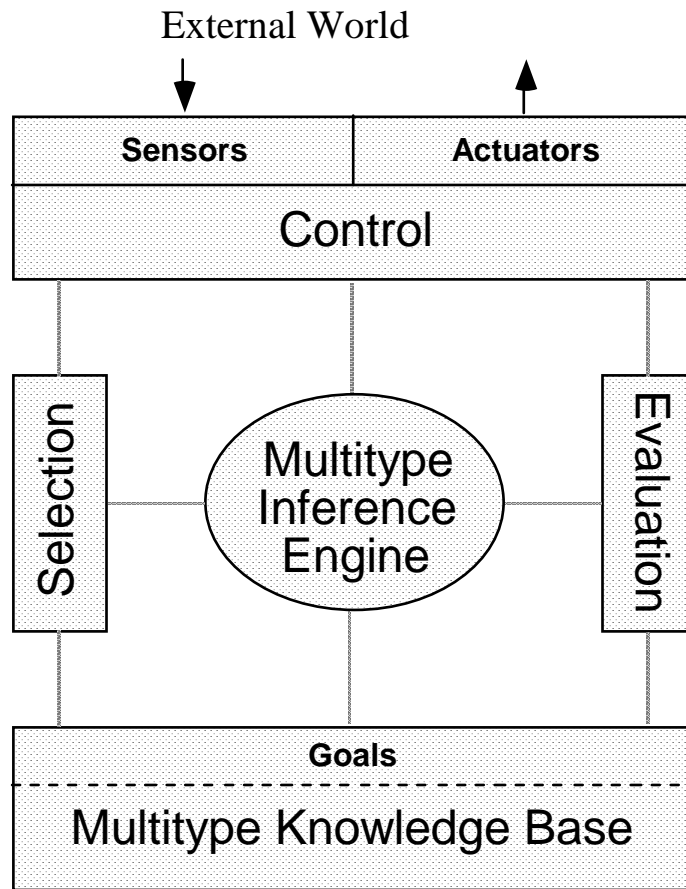 External World
Sensors
Actuators
Control
Selection
Multitype
Inference
Engine
Evaluation
Goals
Multitype Knowledge Base